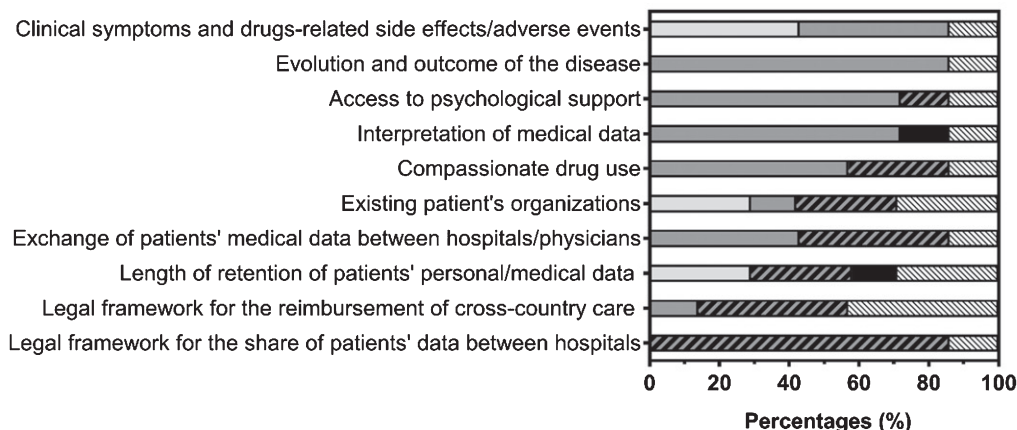 Clinical symptoms and drugs-related side effects/adverse events
Evolution and outcome of the disease
Access to psychological support
Interpretation of medical data
Compassionate drug use
Existing patient's organizations
Exchange of patients' medical data between hospitals/physicians
Length of retention of patients' personal/medical data
Legal framework for the reimbursement of cross-country care
Legal framework for the share of patients' data between hospitals
0 20 40 60 80 100
Percentages (%)